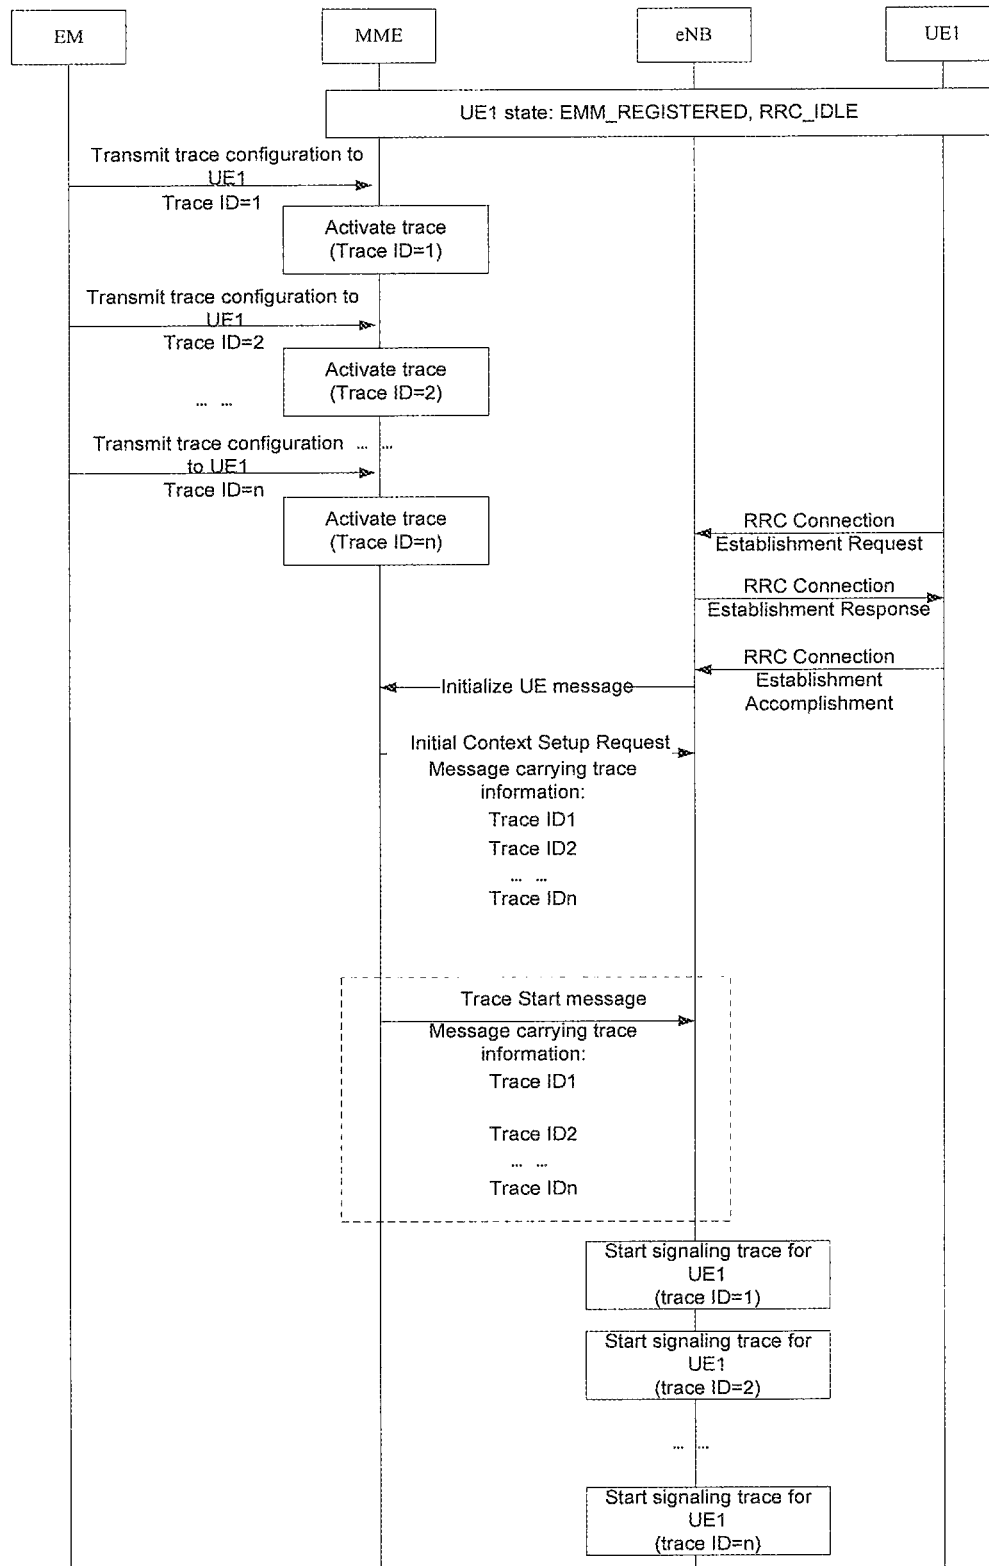 EM
MME
eNB
UE1
UE1 state: EMM_REGISTERED, RRC_IDLE
Transmit trace configuration to
UE1
Trace ID=1
Activate trace
(Trace ID=1)
Transmit trace configuration to
UE1
Trace ID=2
Activate trace
(Trace ID=2)
... ...
Transmit trace configuration
to UE1
... ...
Trace ID=n
Activate trace
(Trace ID=n)
RRC Connection
Establishment Request
RRC Connection
Establishment Response
RRC Connection
Establishment
Accomplishment
Initialize UE message
Initial Context Setup Request
Message carrying trace
information:
Trace ID1
Trace ID2
... ...
Trace IDn
Trace Start message
Message carrying trace
information:
Trace ID1
Trace ID2
... ...
Trace IDn
Start signaling trace for
UE1
(trace ID=1)
Start signaling trace for
UE1
(trace ID=2)
... ...
Start signaling trace for
UE1
(trace ID=n)